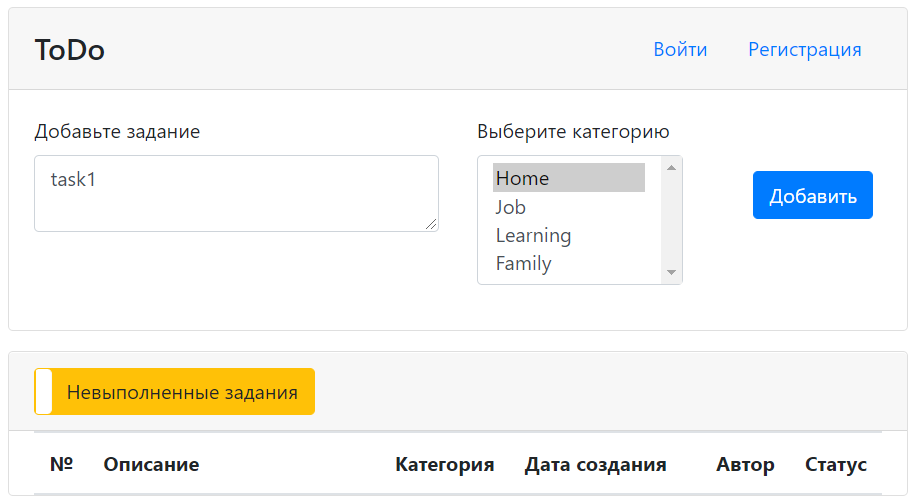 ToDo Войти Регистрация
Добавьте задание Выберите категорию
task1
Home
Job
Learning
Family
Добавить
Невыполненные задания
№ Описание Категория Дата создания Автор Статус